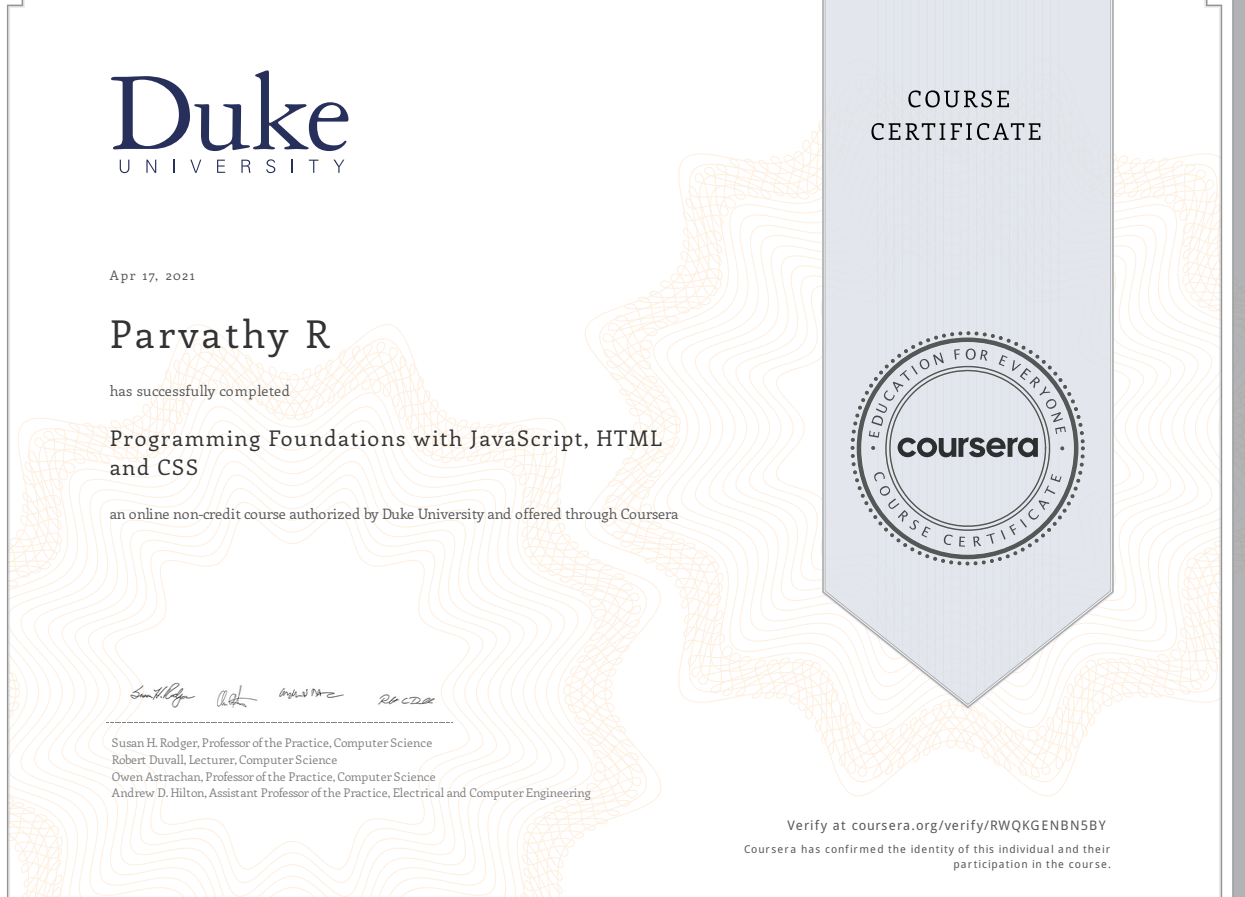 Duke
UNIVERSITY
COURSE
CERTIFICATE
Apr 17, 2021
Parvathy R
has successfully completed
Programming Foundations with JavaScript, HTML
and CSS
an online non-credit course authorized by Duke University and offered through Coursera
EDUCATION FOR EVERYONE
coursera
COURSE CERTIFICATE
Susan H. Rodger, Professor of the Practice, Computer Science
Robert Duvall, Lecturer, Computer Science
Owen Astrachan, Professor of the Practice, Computer Science
Andrew D. Hilton, Assistant Professor of the Practice, Electrical and Computer Engineering
Verify at coursera.org/verify/RWQKGENBN5BY
Coursera has confirmed the identity of this individual and their
participation in the course.